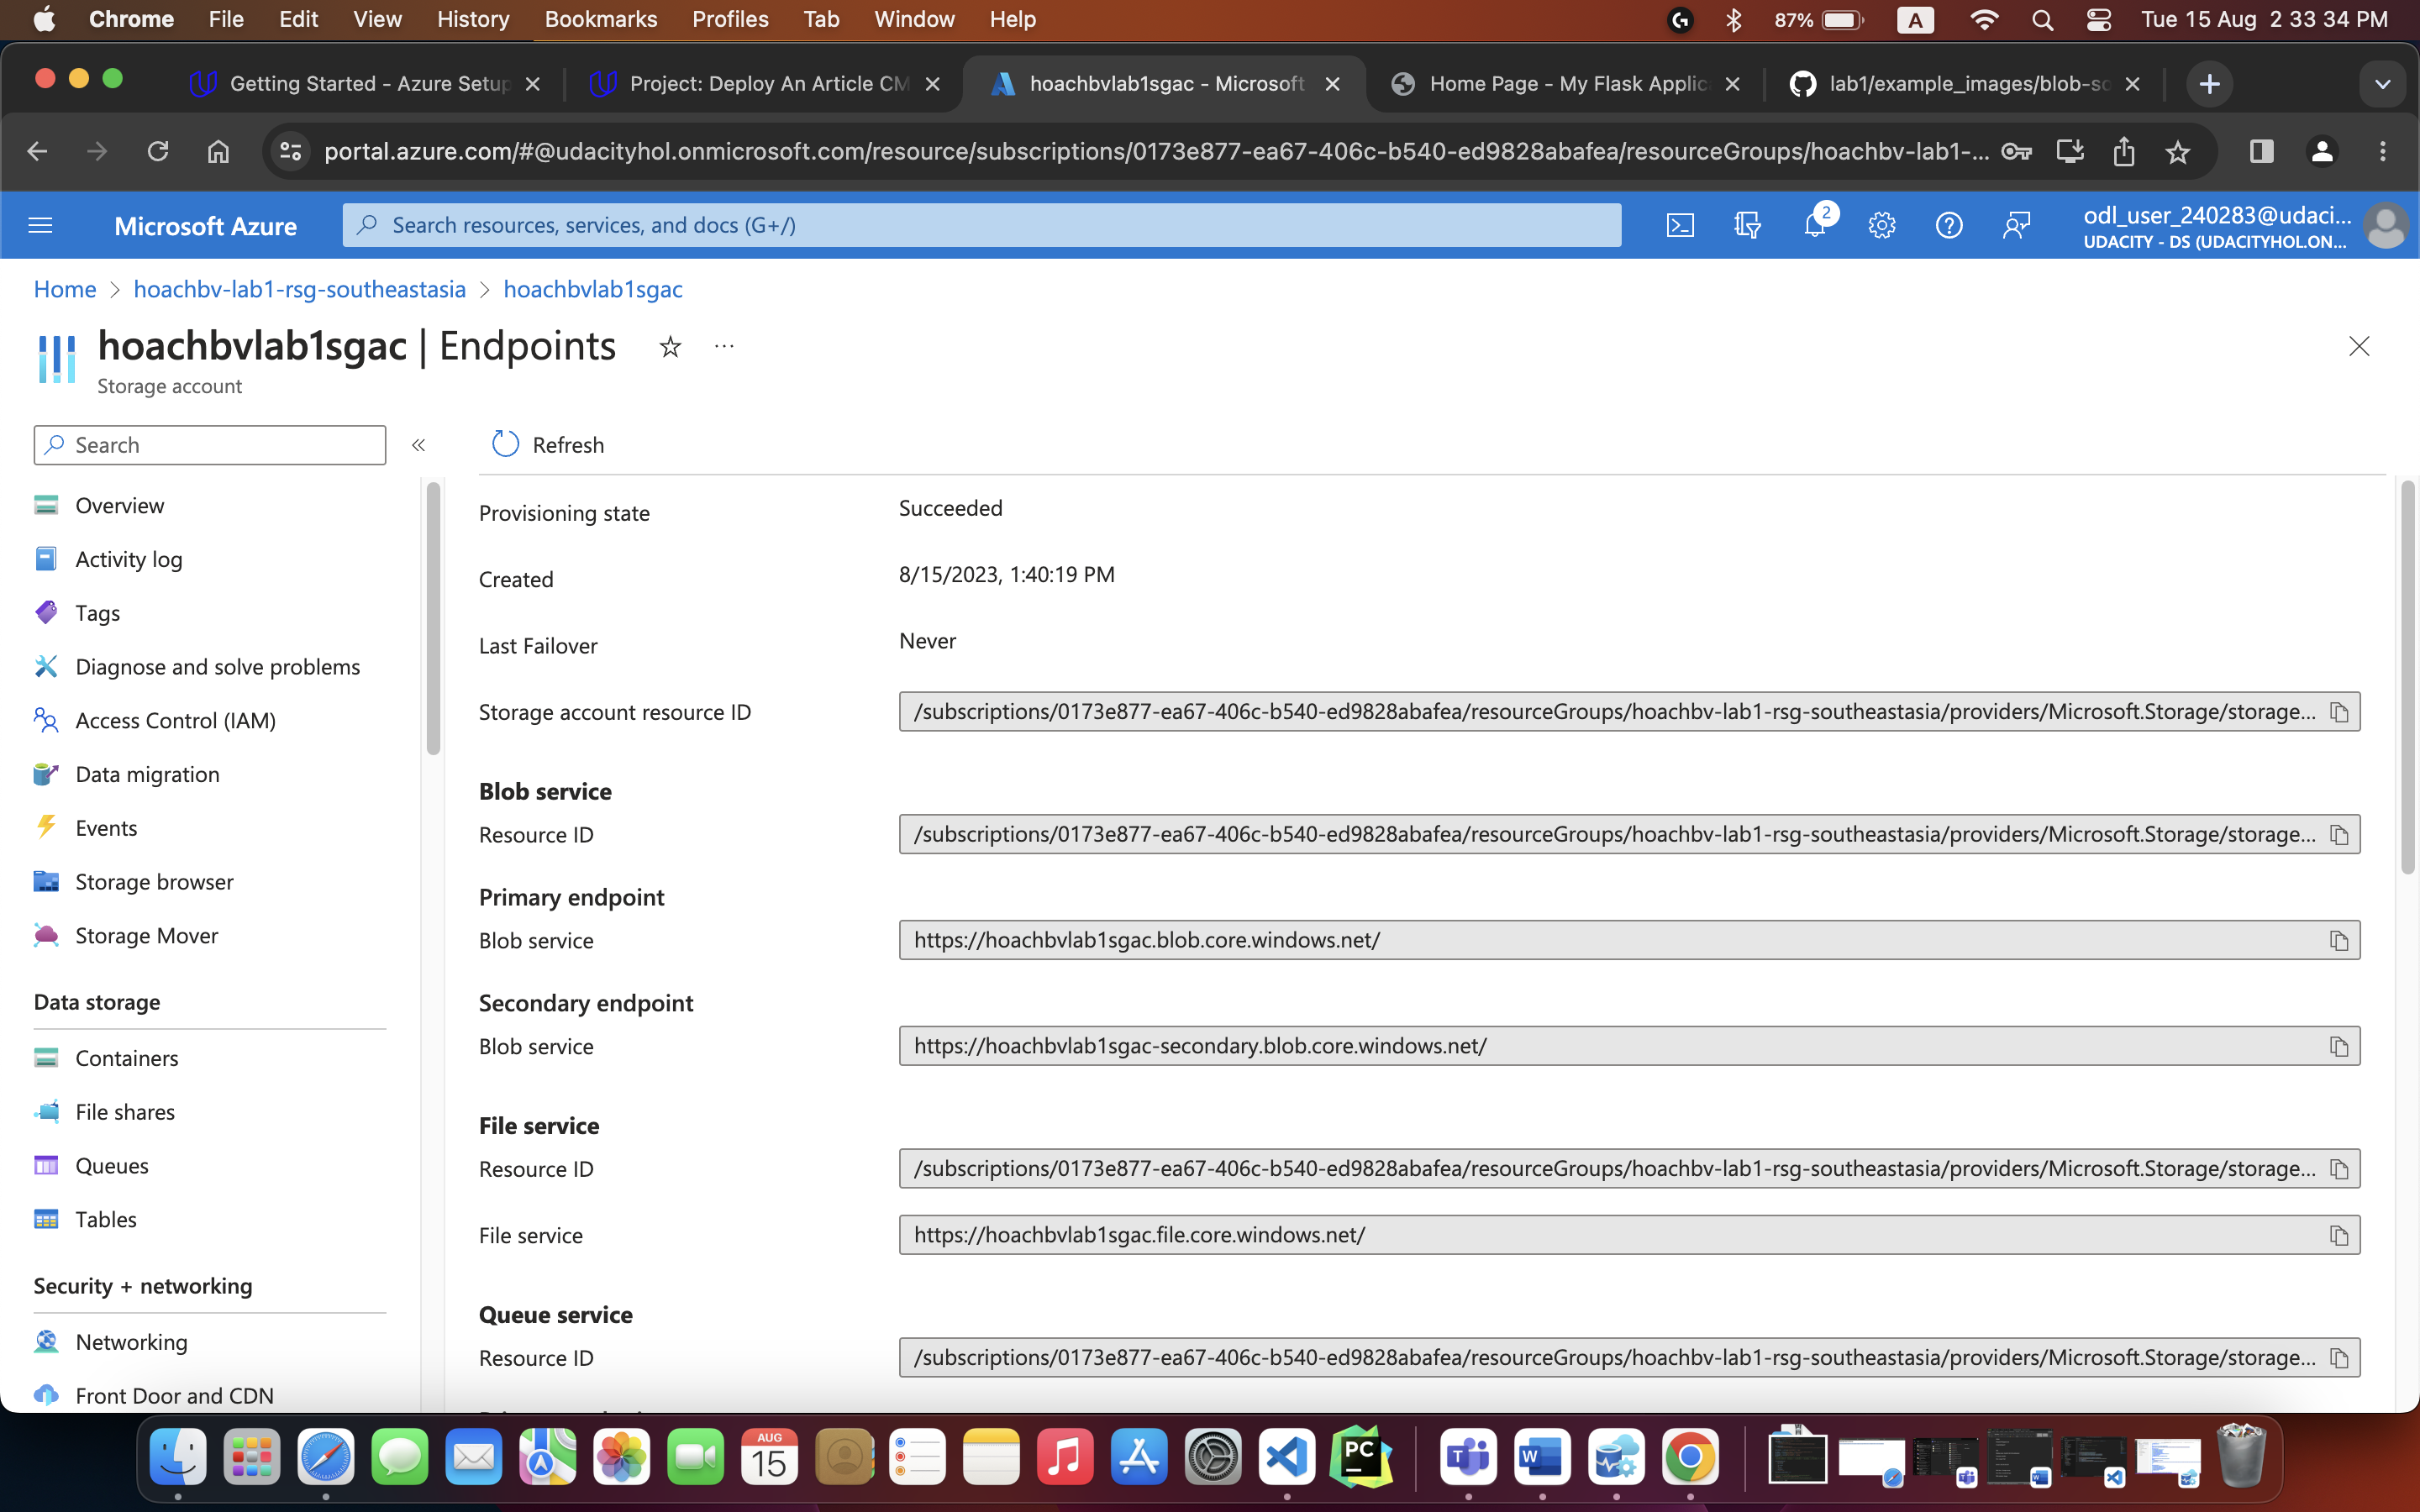 Chrome File Edit View History Bookmarks Profiles Tab Window Help 87% A Tue 15 Aug 2 33 34 PM
Getting Started - Azure Setup Project: Deploy An Article CM hoachbvlab1sgac - Microsoft Home Page - My Flask Applic lab1/example_images/blob-so
portal.azure.com/#@udacityhol.onmicrosoft.com/resource/subscriptions/0173e877-ea67-406c-b540-ed9828abafea/resourceGroups/hoachbv-lab1-...
Microsoft Azure Search resources, services, and docs (G+/) 2 odl_user_240283@udaci...
UDACITY - DS (UDACITYHOL.ON...
Home > hoachbv-lab1-rsg-southeastasia > hoachbvlab1sgac
hoachbvlab1sgac | Endpoints ...
Storage account
Search «
Refresh
Overview
Activity log
Tags
Diagnose and solve problems
Access Control (IAM)
Data migration
Events
Storage browser
Storage Mover
Data storage
Containers
File shares
Queues
Tables
Security + networking
Networking
Front Door and CDN
Provisioning state Succeeded
Created 8/15/2023, 1:40:19 PM
Last Failover Never
Storage account resource ID /subscriptions/0173e877-ea67-406c-b540-ed9828abafea/resourceGroups/hoachbv-lab1-rsg-southeastasia/providers/Microsoft.Storage/storage...
Blob service
Resource ID /subscriptions/0173e877-ea67-406c-b540-ed9828abafea/resourceGroups/hoachbv-lab1-rsg-southeastasia/providers/Microsoft.Storage/storage...
Primary endpoint
Blob service https://hoachbvlab1sgac.blob.core.windows.net/
Secondary endpoint
Blob service https://hoachbvlab1sgac-secondary.blob.core.windows.net/
File service
Resource ID /subscriptions/0173e877-ea67-406c-b540-ed9828abafea/resourceGroups/hoachbv-lab1-rsg-southeastasia/providers/Microsoft.Storage/storage...
File service https://hoachbvlab1sgac.file.core.windows.net/
Queue service
Resource ID /subscriptions/0173e877-ea67-406c-b540-ed9828abafea/resourceGroups/hoachbv-lab1-rsg-southeastasia/providers/Microsoft.Storage/storage...
AUG
15
PC
T
W